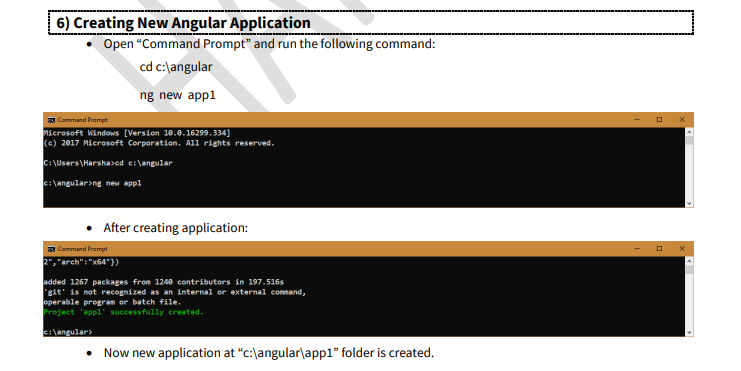 6) Creating New Angular Application
• Open “Command Prompt” and run the following command:
cd c:\angular
ng new app1
Command Prompt
Microsoft Windows [Version 10.0.16299.334]
(c) 2017 Microsoft Corporation. All rights reserved.
C:\Users\Harsha>cd c:\angular
c:\angular>ng new app1
• After creating application:
Command Prompt
2","arch":"x64"})
added 1267 packages from 1240 contributors in 197.516s
'git' is not recognized as an internal or external command,
operable program or batch file.
Project 'app1' successfully created.
c:\angular>
• Now new application at “c:\angular\app1” folder is created.